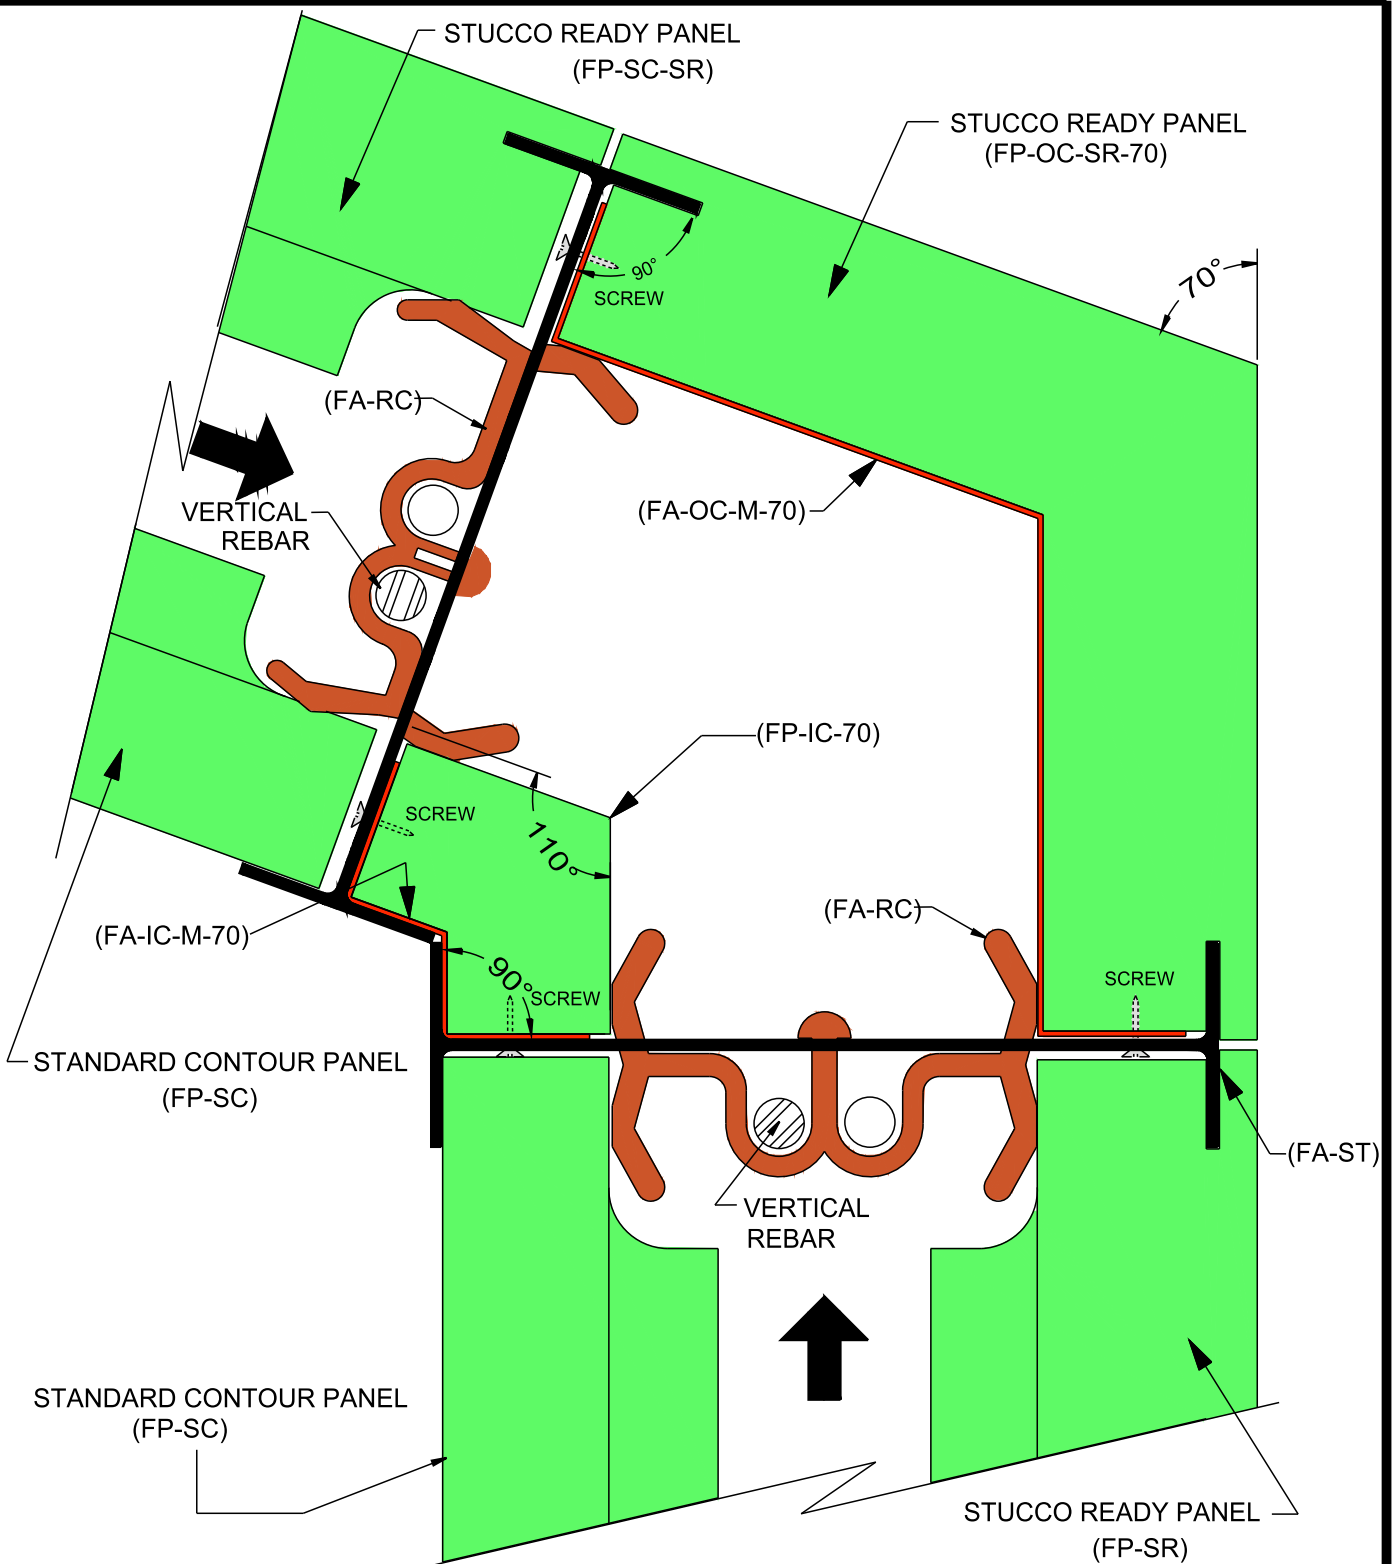 STUCCO READY PANEL
(FP-SC-SR)
STUCCO READY PANEL
(FP-OC-SR-70)
70°
90°
SCREW
(FA-RC)
(FA-OC-M-70)
VERTICAL
REBAR
(FP-IC-70)
SCREW
110°
(FA-RC)
(FA-IC-M-70)
90°
SCREW
SCREW
STANDARD CONTOUR PANEL
(FP-SC)
(FA-ST)
VERTICAL
REBAR
STANDARD CONTOUR PANEL
(FP-SC)
STUCCO READY PANEL
(FP-SR)